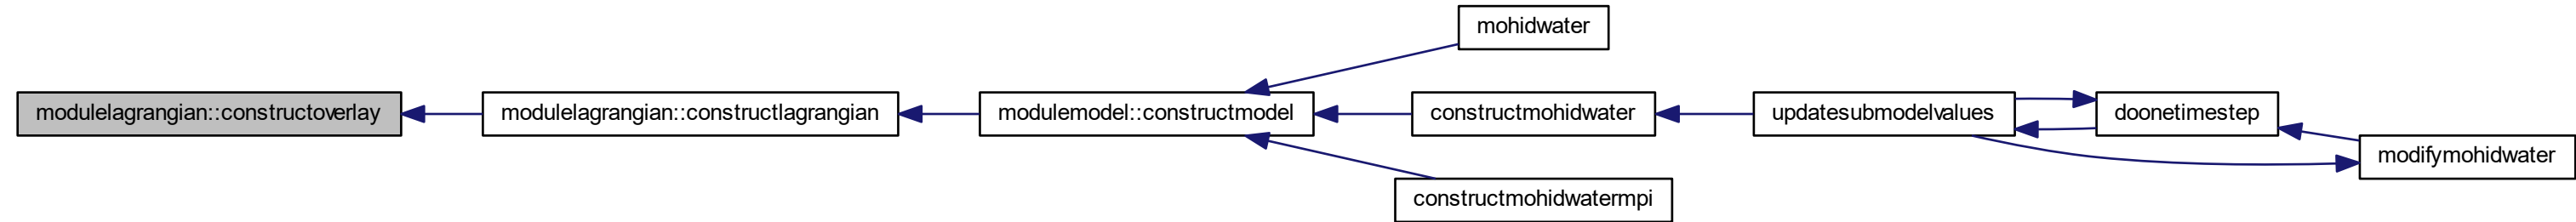 mohidwater
modulelagrangian::constructoverlay
modulelagrangian::constructlagrangian
modulemodel::constructmodel
constructmohidwater
updatesubmodelvalues
doonetimestep
modifymohidwater
constructmohidwatermpi